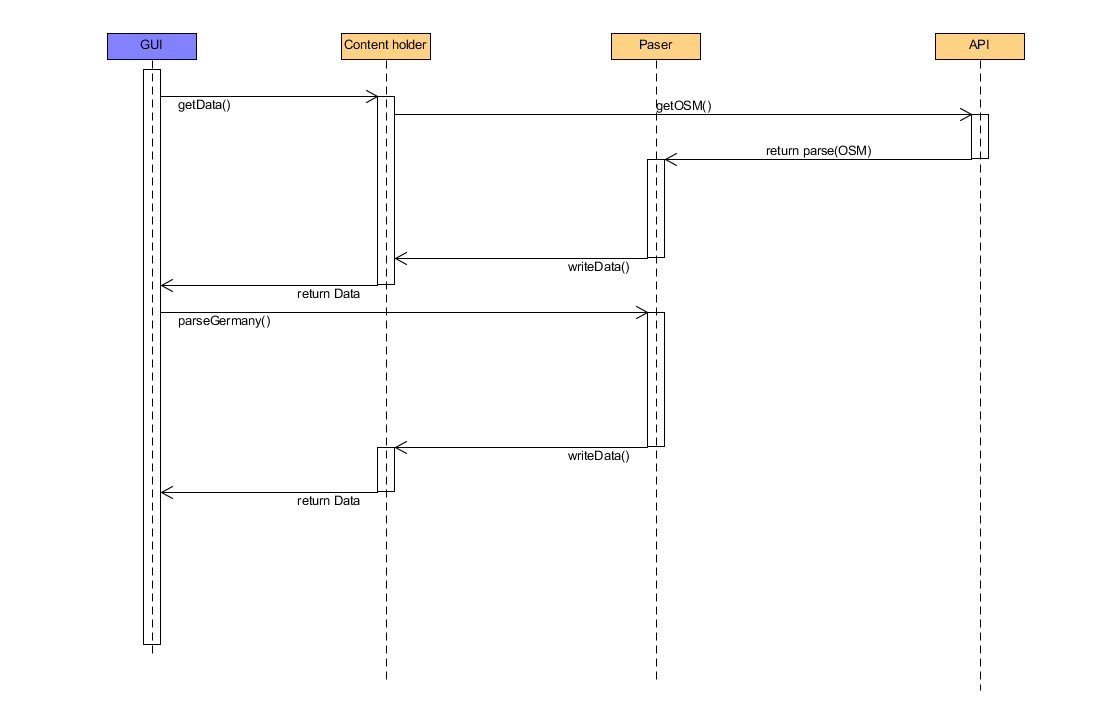 GUI
Content holder
Paser
API
getData()
getOSM()
return parse(OSM)
writeData()
return Data
parseGermany()
writeData()
return Data